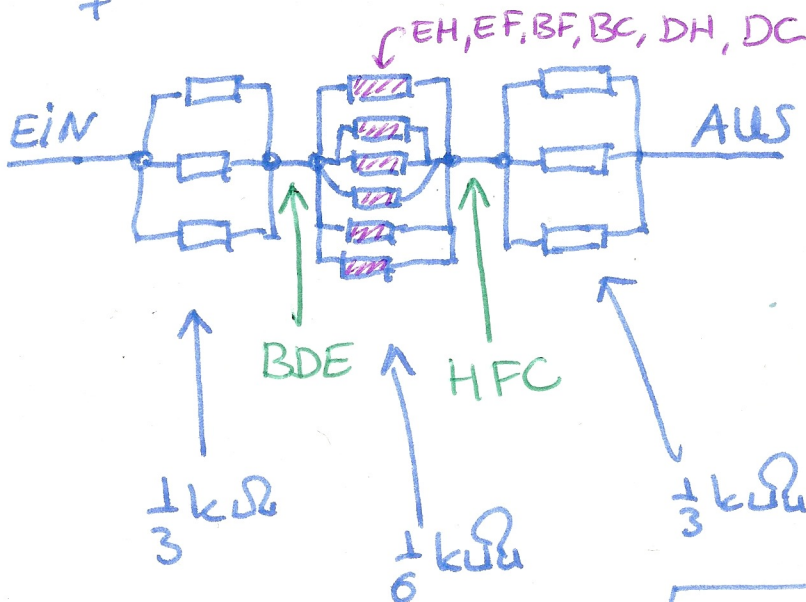 EH, EF, BF, BC, DH, DC
EiN
AUS
BDE
HFC
1/3 kΩ
1/6 kΩ
1/3 kΩ